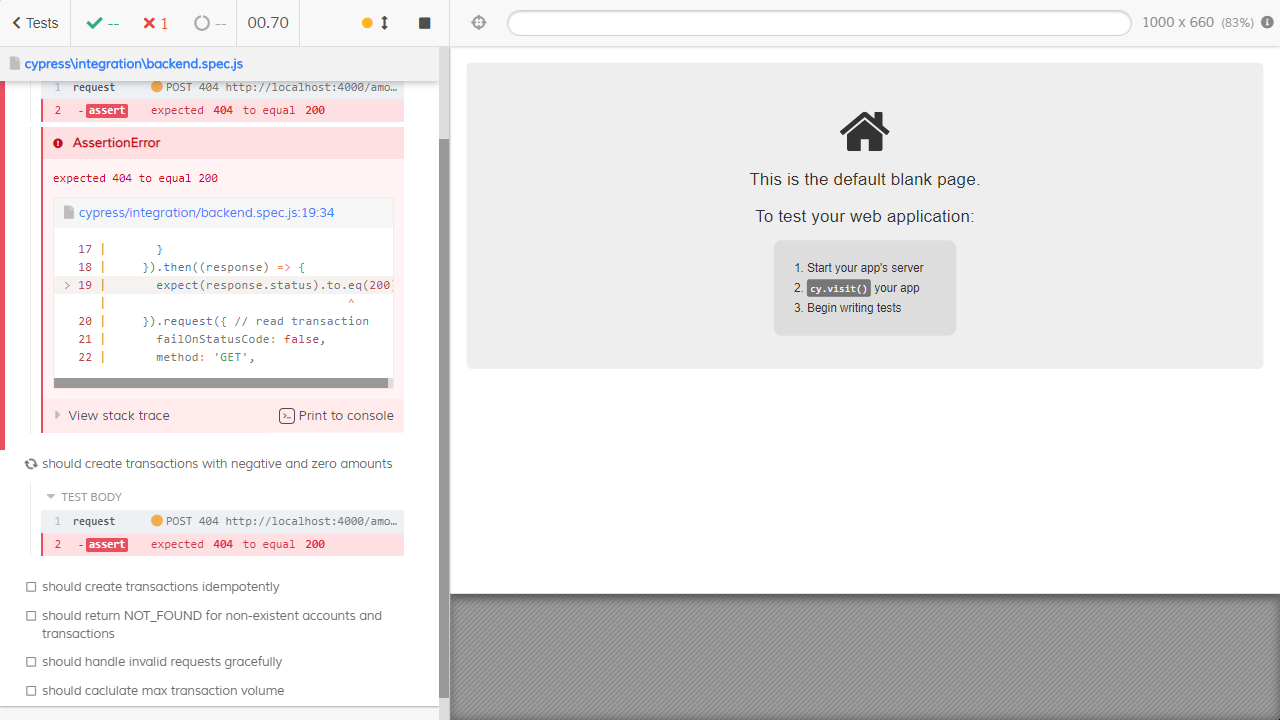 Tests
--
1
--
00.70
1000 x 660 (83%)
cypress\integration\backend.spec.js
1 request POST 404 http://localhost:4000/amo…
2 - assert expected 404 to equal 200
AssertionError
expected 404 to equal 200
cypress/integration/backend.spec.js:19:34
17 | }
18 | }).then((response) => {
> 19 | expect(response.status).to.eq(200)
| ^
20 | }).request({ // read transaction
21 | failOnStatusCode: false,
22 | method: 'GET',
View stack trace
Print to console
should create transactions with negative and zero amounts
TEST BODY
1 request POST 404 http://localhost:4000/amo…
2 - assert expected 404 to equal 200
should create transactions idempotently
should return NOT_FOUND for non-existent accounts and
transactions
should handle invalid requests gracefully
should caclulate max transaction volume
This is the default blank page.
To test your web application:
1. Start your app's server
2. cy.visit() your app
3. Begin writing tests